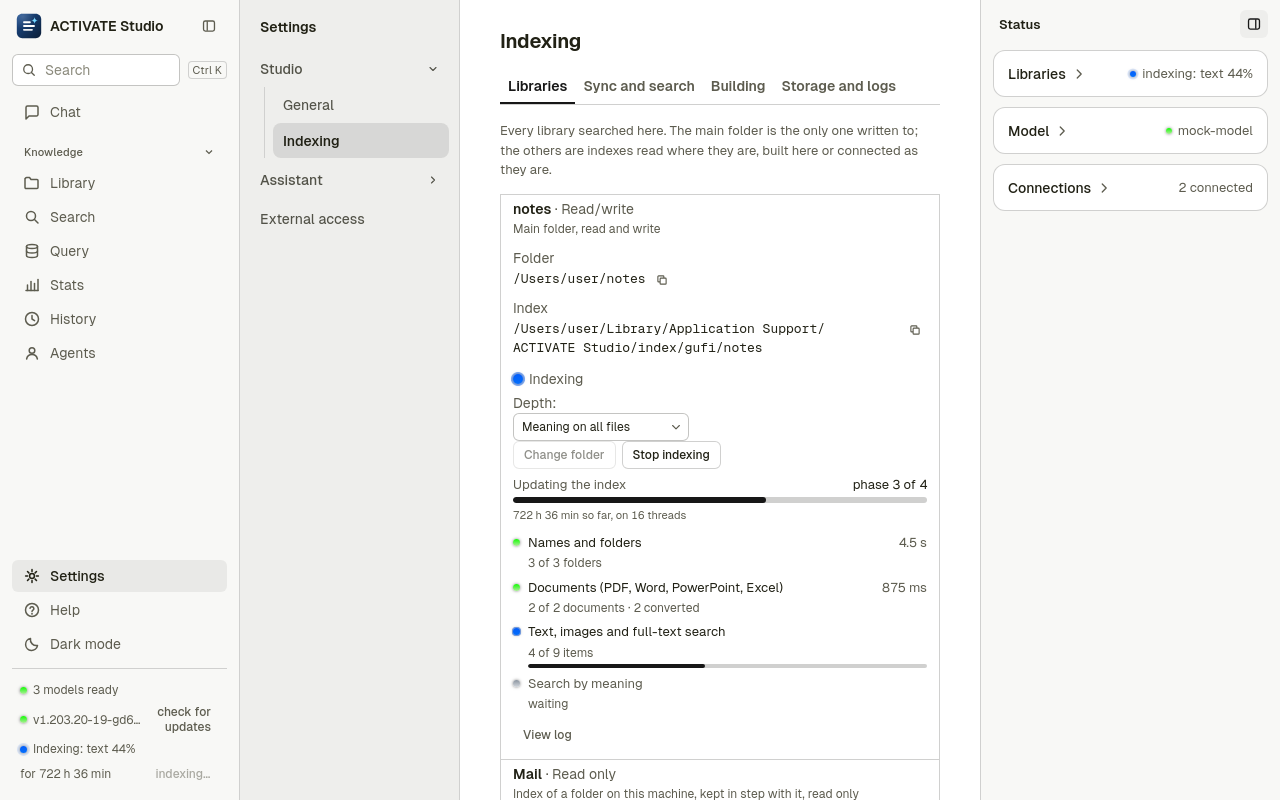 ACTIVATE Studio
Search
Ctrl K
Chat
Knowledge
Library
Search
Query
Stats
History
Agents
Settings
Help
Dark mode
3 models ready
v1.203.20-19-gd6...
check for
updates
Indexing: text 44%
for 722 h 36 min
indexing...
Settings
Studio
General
Indexing
Assistant
External access
Indexing
Libraries
Sync and search
Building
Storage and logs
Every library searched here. The main folder is the only one written to;
the others are indexes read where they are, built here or connected as
they are.
notes · Read/write
Main folder, read and write
Folder
/Users/user/notes
Index
/Users/user/Library/Application Support/
ACTIVATE Studio/index/gufi/notes
Indexing
Depth:
Meaning on all files
Change folder
Stop indexing
Updating the index
phase 3 of 4
722 h 36 min so far, on 16 threads
Names and folders
4.5 s
3 of 3 folders
Documents (PDF, Word, PowerPoint, Excel)
875 ms
2 of 2 documents · 2 converted
Text, images and full-text search
4 of 9 items
Search by meaning
waiting
View log
Mail · Read only
Index of a folder on this machine, kept in step with it, read only
Status
Libraries
indexing: text 44%
Model
mock-model
Connections
2 connected